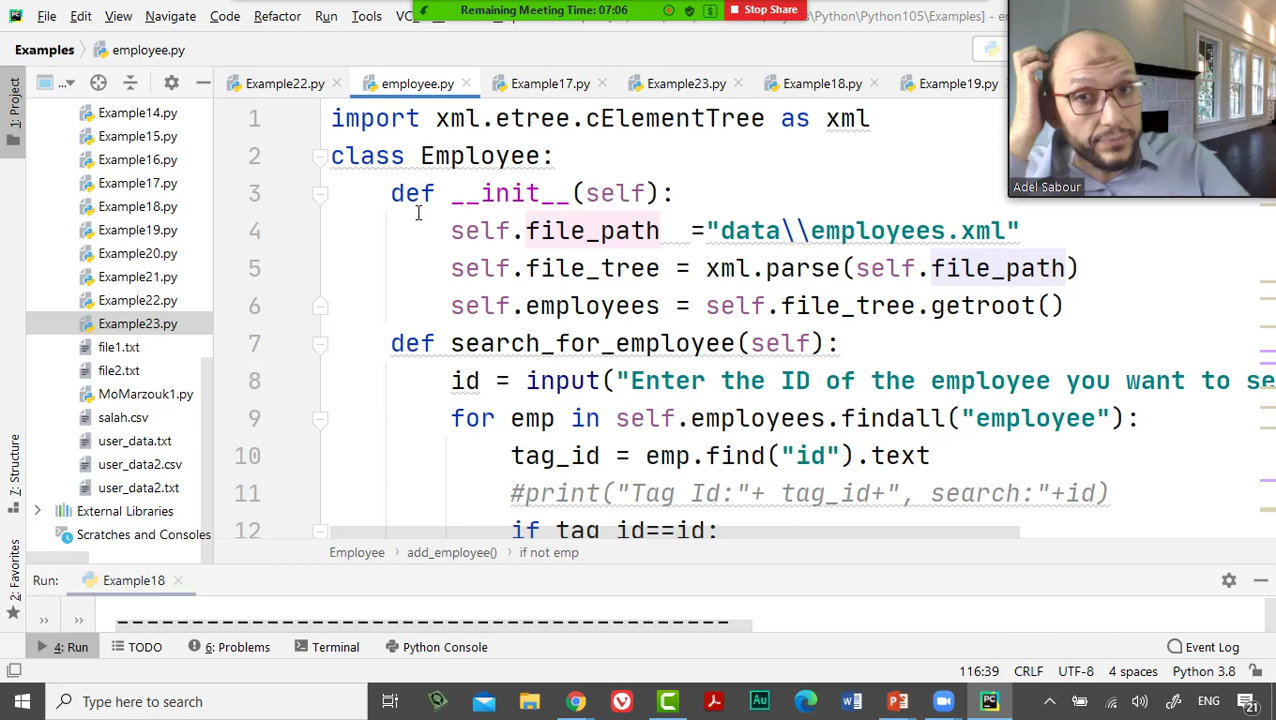 Remaining Meeting Time: 07:06
Stop Share
PC File Edit View Navigate Code Refactor Run Tools
es\Python\Python105\Examples] - e
Examples employee.py
Example22.py employee.py Example17.py Example23.py Example18.py Example19.py
Adel Sabour
1: Project
7: Structure
2: Favorites
Example14.py
Example15.py
Example16.py
Example17.py
Example18.py
Example19.py
Example20.py
Example21.py
Example22.py
Example23.py
file1.txt
file2.txt
MoMarzouk1.py
salah.csv
user_data.txt
user_data2.csv
user_data2.txt
External Libraries
Scratches and Consoles
1 import xml.etree.cElementTree as xml
2 class Employee:
3 def __init__(self):
4 self.file_path ="data\\employees.xml"
5 self.file_tree = xml.parse(self.file_path)
6 self.employees = self.file_tree.getroot()
7 def search_for_employee(self):
8 id = input("Enter the ID of the employee you want to se
9 for emp in self.employees.findall("employee"):
10 tag_id = emp.find("id").text
11 #print("Tag Id:"+ tag_id+", search:"+id)
12 if tag_id==id:
Employee add_employee() if not emp
Run: Example18
-----------------------------------------
4: Run TODO 6: Problems Terminal Python Console Event Log
116:39 CRLF UTF-8 4 spaces Python 3.8
Type here to search
ENG
21